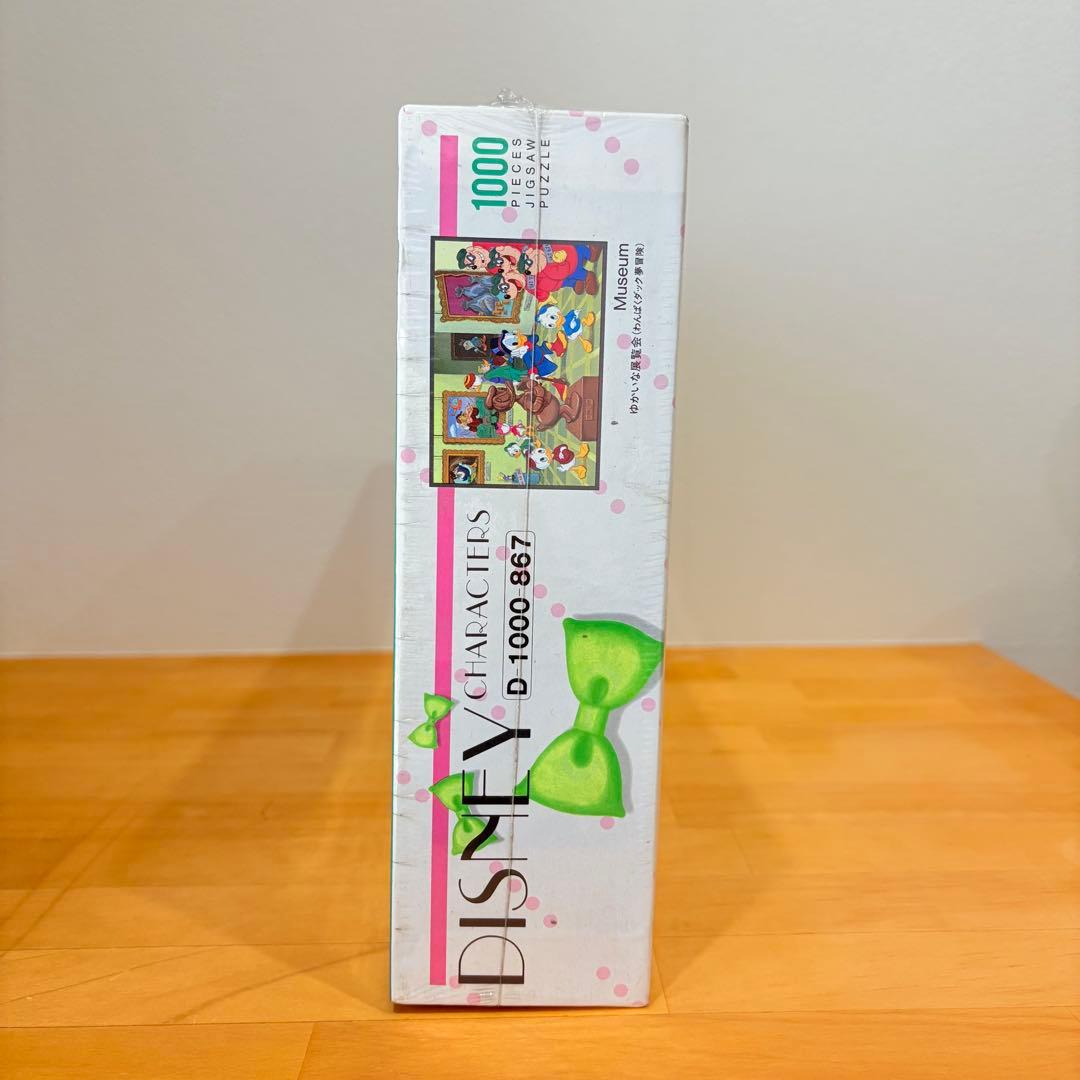 DISNEY
CHARACTERS
D-1000-867
1000
PIECES
JIGSAW
PUZZLE
Museum
ゆかいな展覧会(わんぱくダック夢冒険)